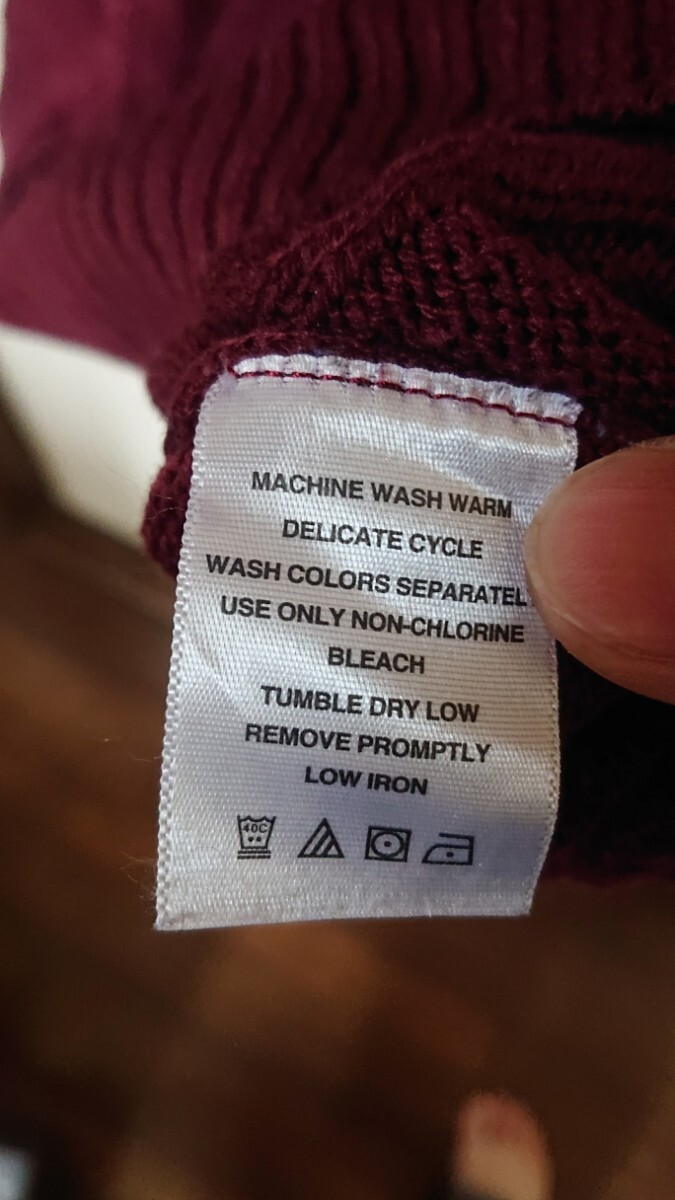 MACHINE WASH WARM
DELICATE CYCLE
WASH COLORS SEPARATEL
USE ONLY NON-CHLORINE
BLEACH
TUMBLE DRY LOW
REMOVE PROMPTLY
LOW IRON
40C